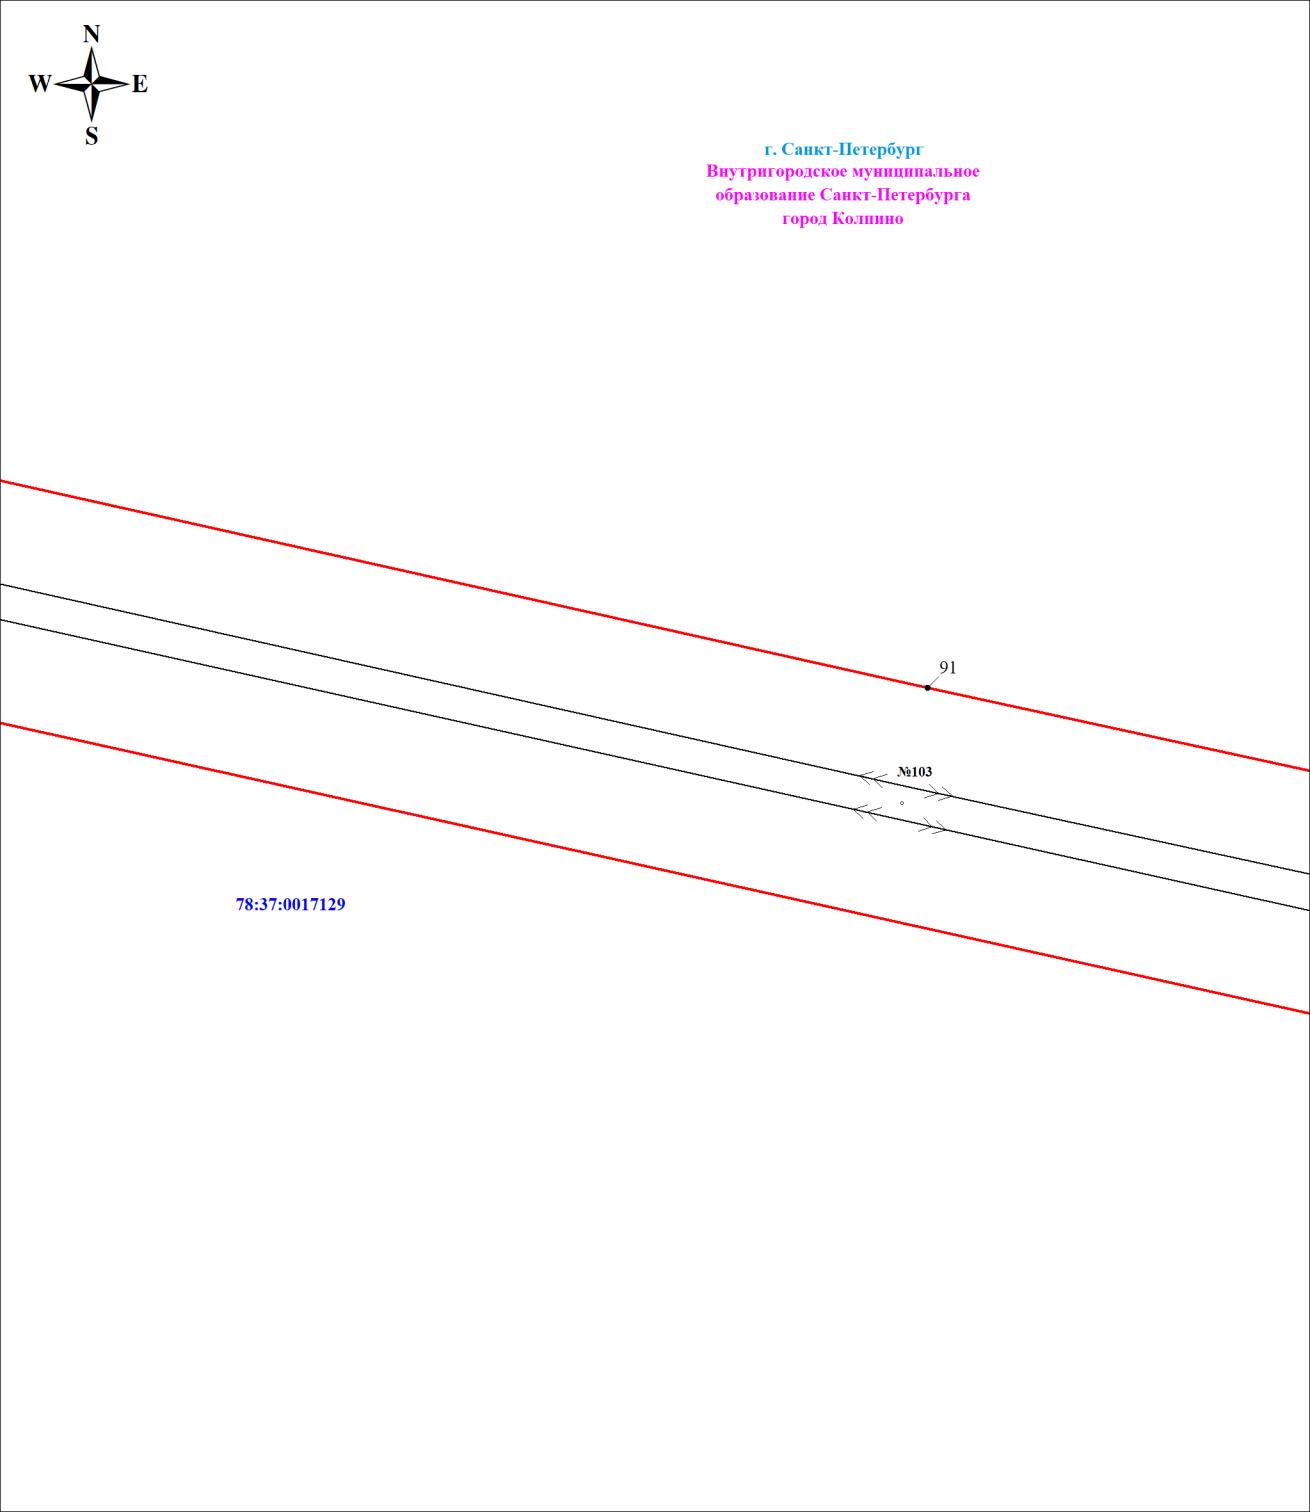 N
W E
S
г. Санкт-Петербург
Внутригородское муниципальное
образование Санкт-Петербурга
город Колпино
91
№103
78:37:0017129